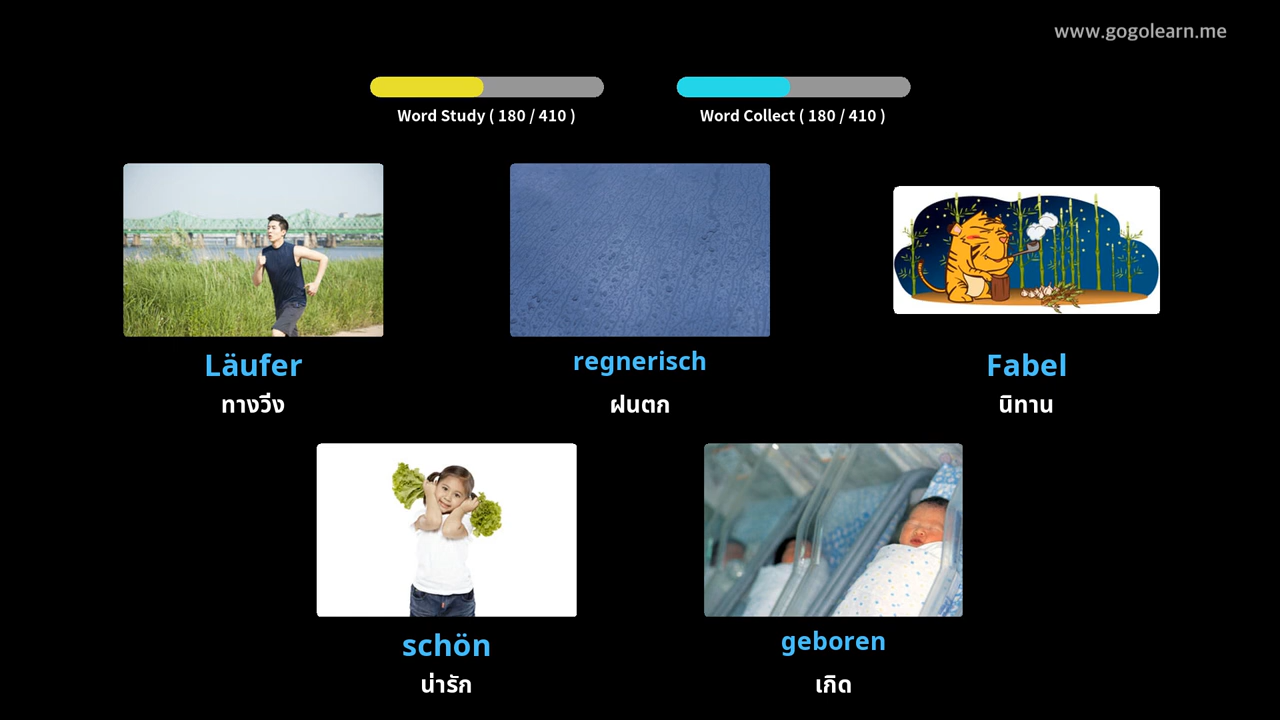 www.gogolearn.me
Word Study ( 180 / 410 )
Word Collect ( 180 / 410 )
Läufer
regnerisch
Fabel
ทางวิ่ง
ฝนตก
นิทาน
schön
geboren
น่ารัก
เกิด